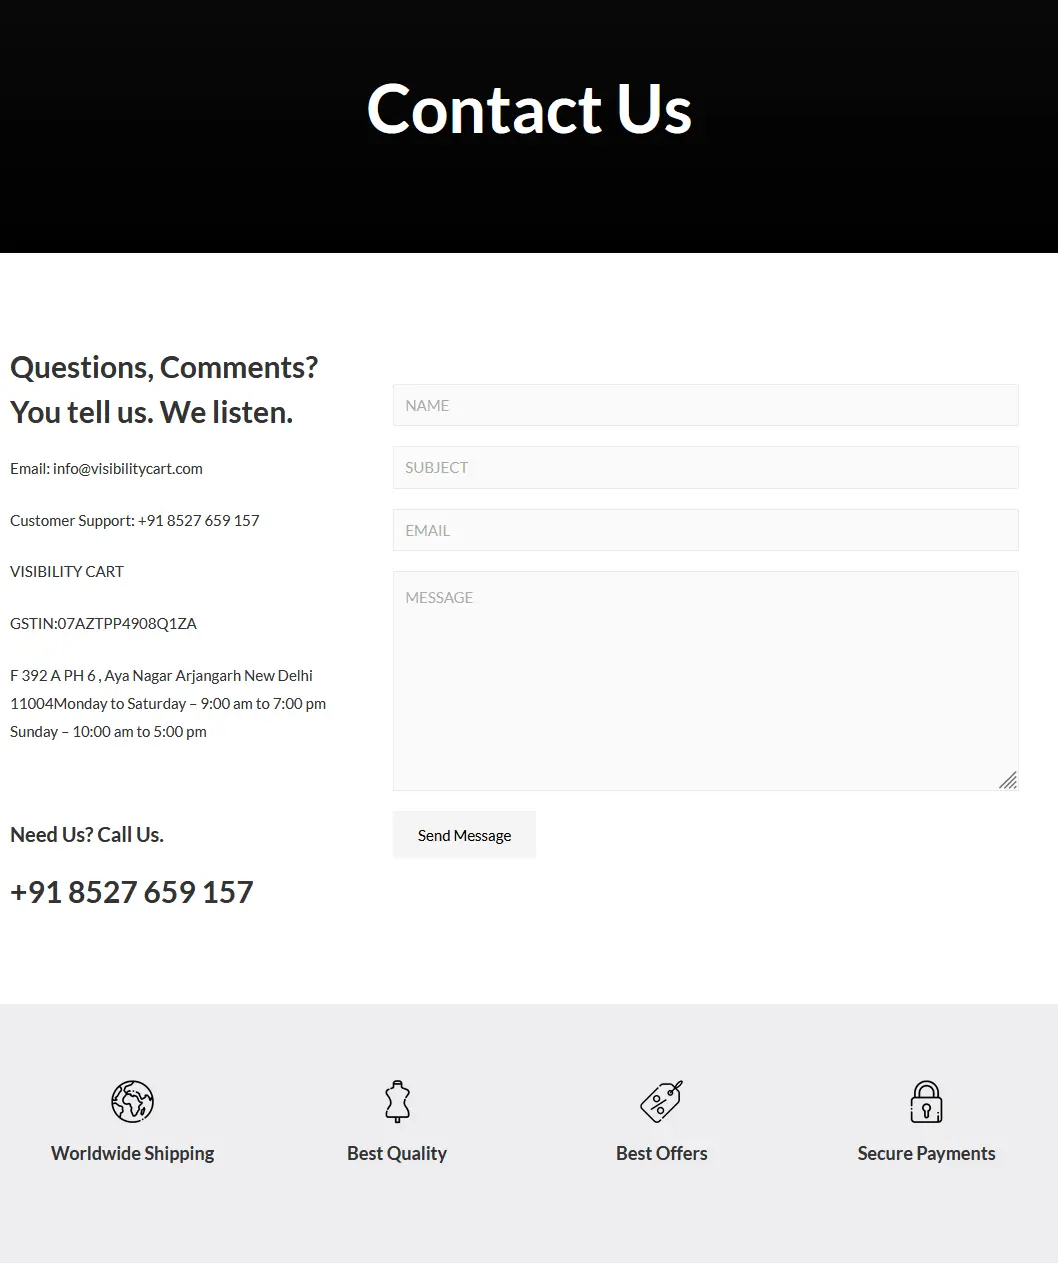 Contact Us
Questions, Comments?
You tell us. We listen.
Email: info@visibilitycart.com
Customer Support: +91 8527 659 157
VISIBILITY CART
GSTIN:07AZTPP4908Q1ZA
F 392 A PH 6 , Aya Nagar Arjangarh New Delhi
11004Monday to Saturday – 9:00 am to 7:00 pm
Sunday – 10:00 am to 5:00 pm
Need Us? Call Us.
+91 8527 659 157
NAME
SUBJECT
EMAIL
MESSAGE
Send Message
Worldwide Shipping
Best Quality
Best Offers
Secure Payments